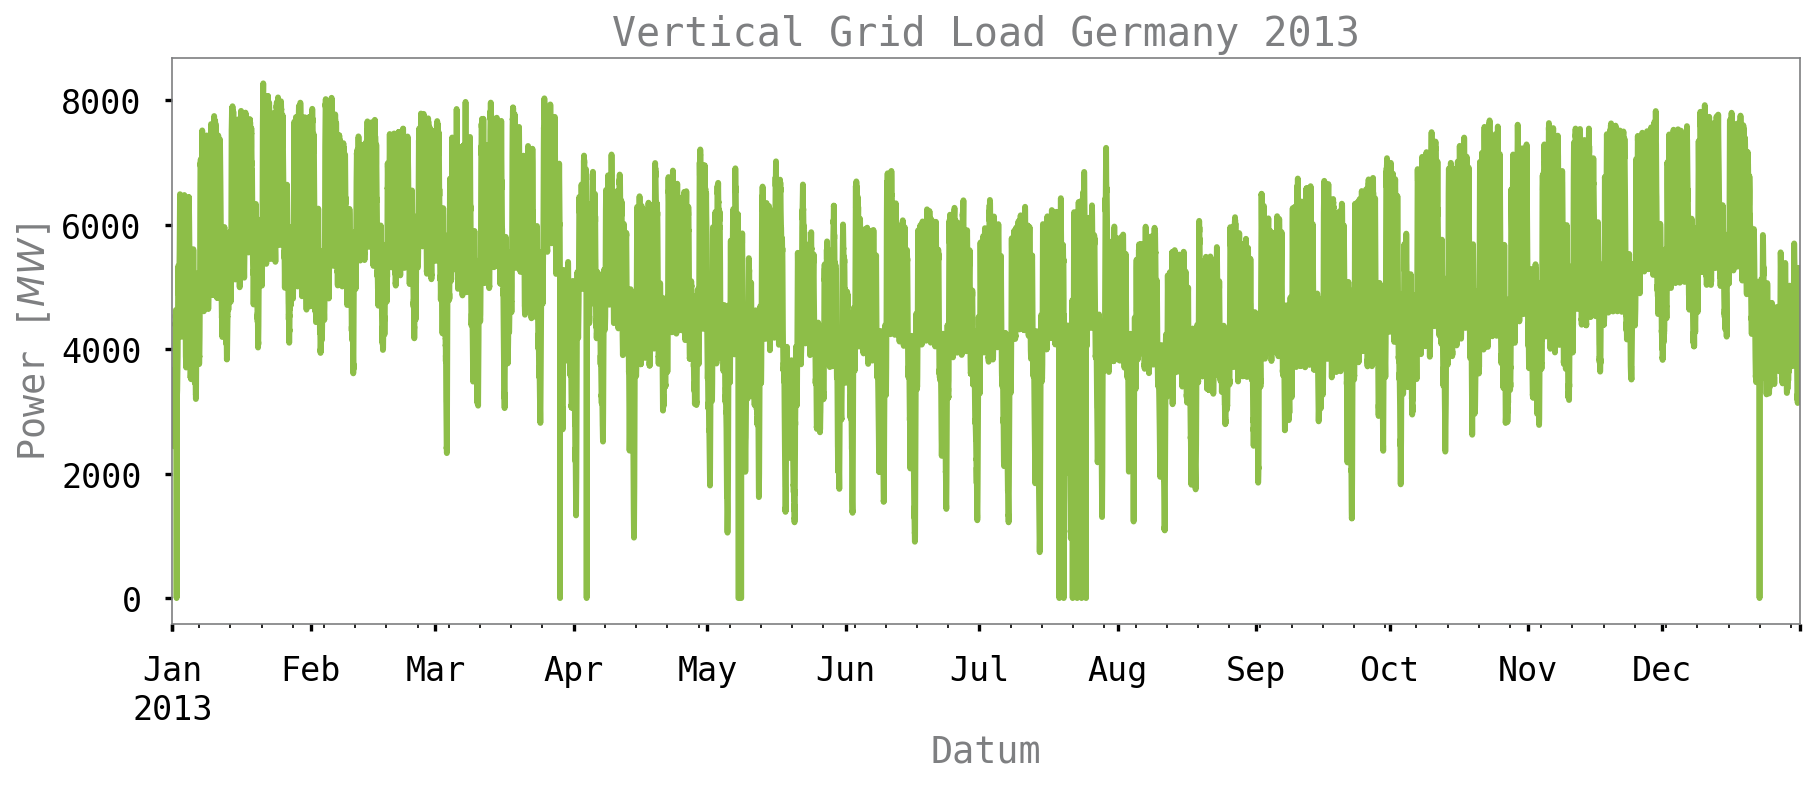 Vertical Grid Load Germany 2013
8000
6000
4000
2000
0
Power [MW]
Jan Feb Mar Apr May Jun Jul Aug Sep Oct Nov Dec
2013
Datum